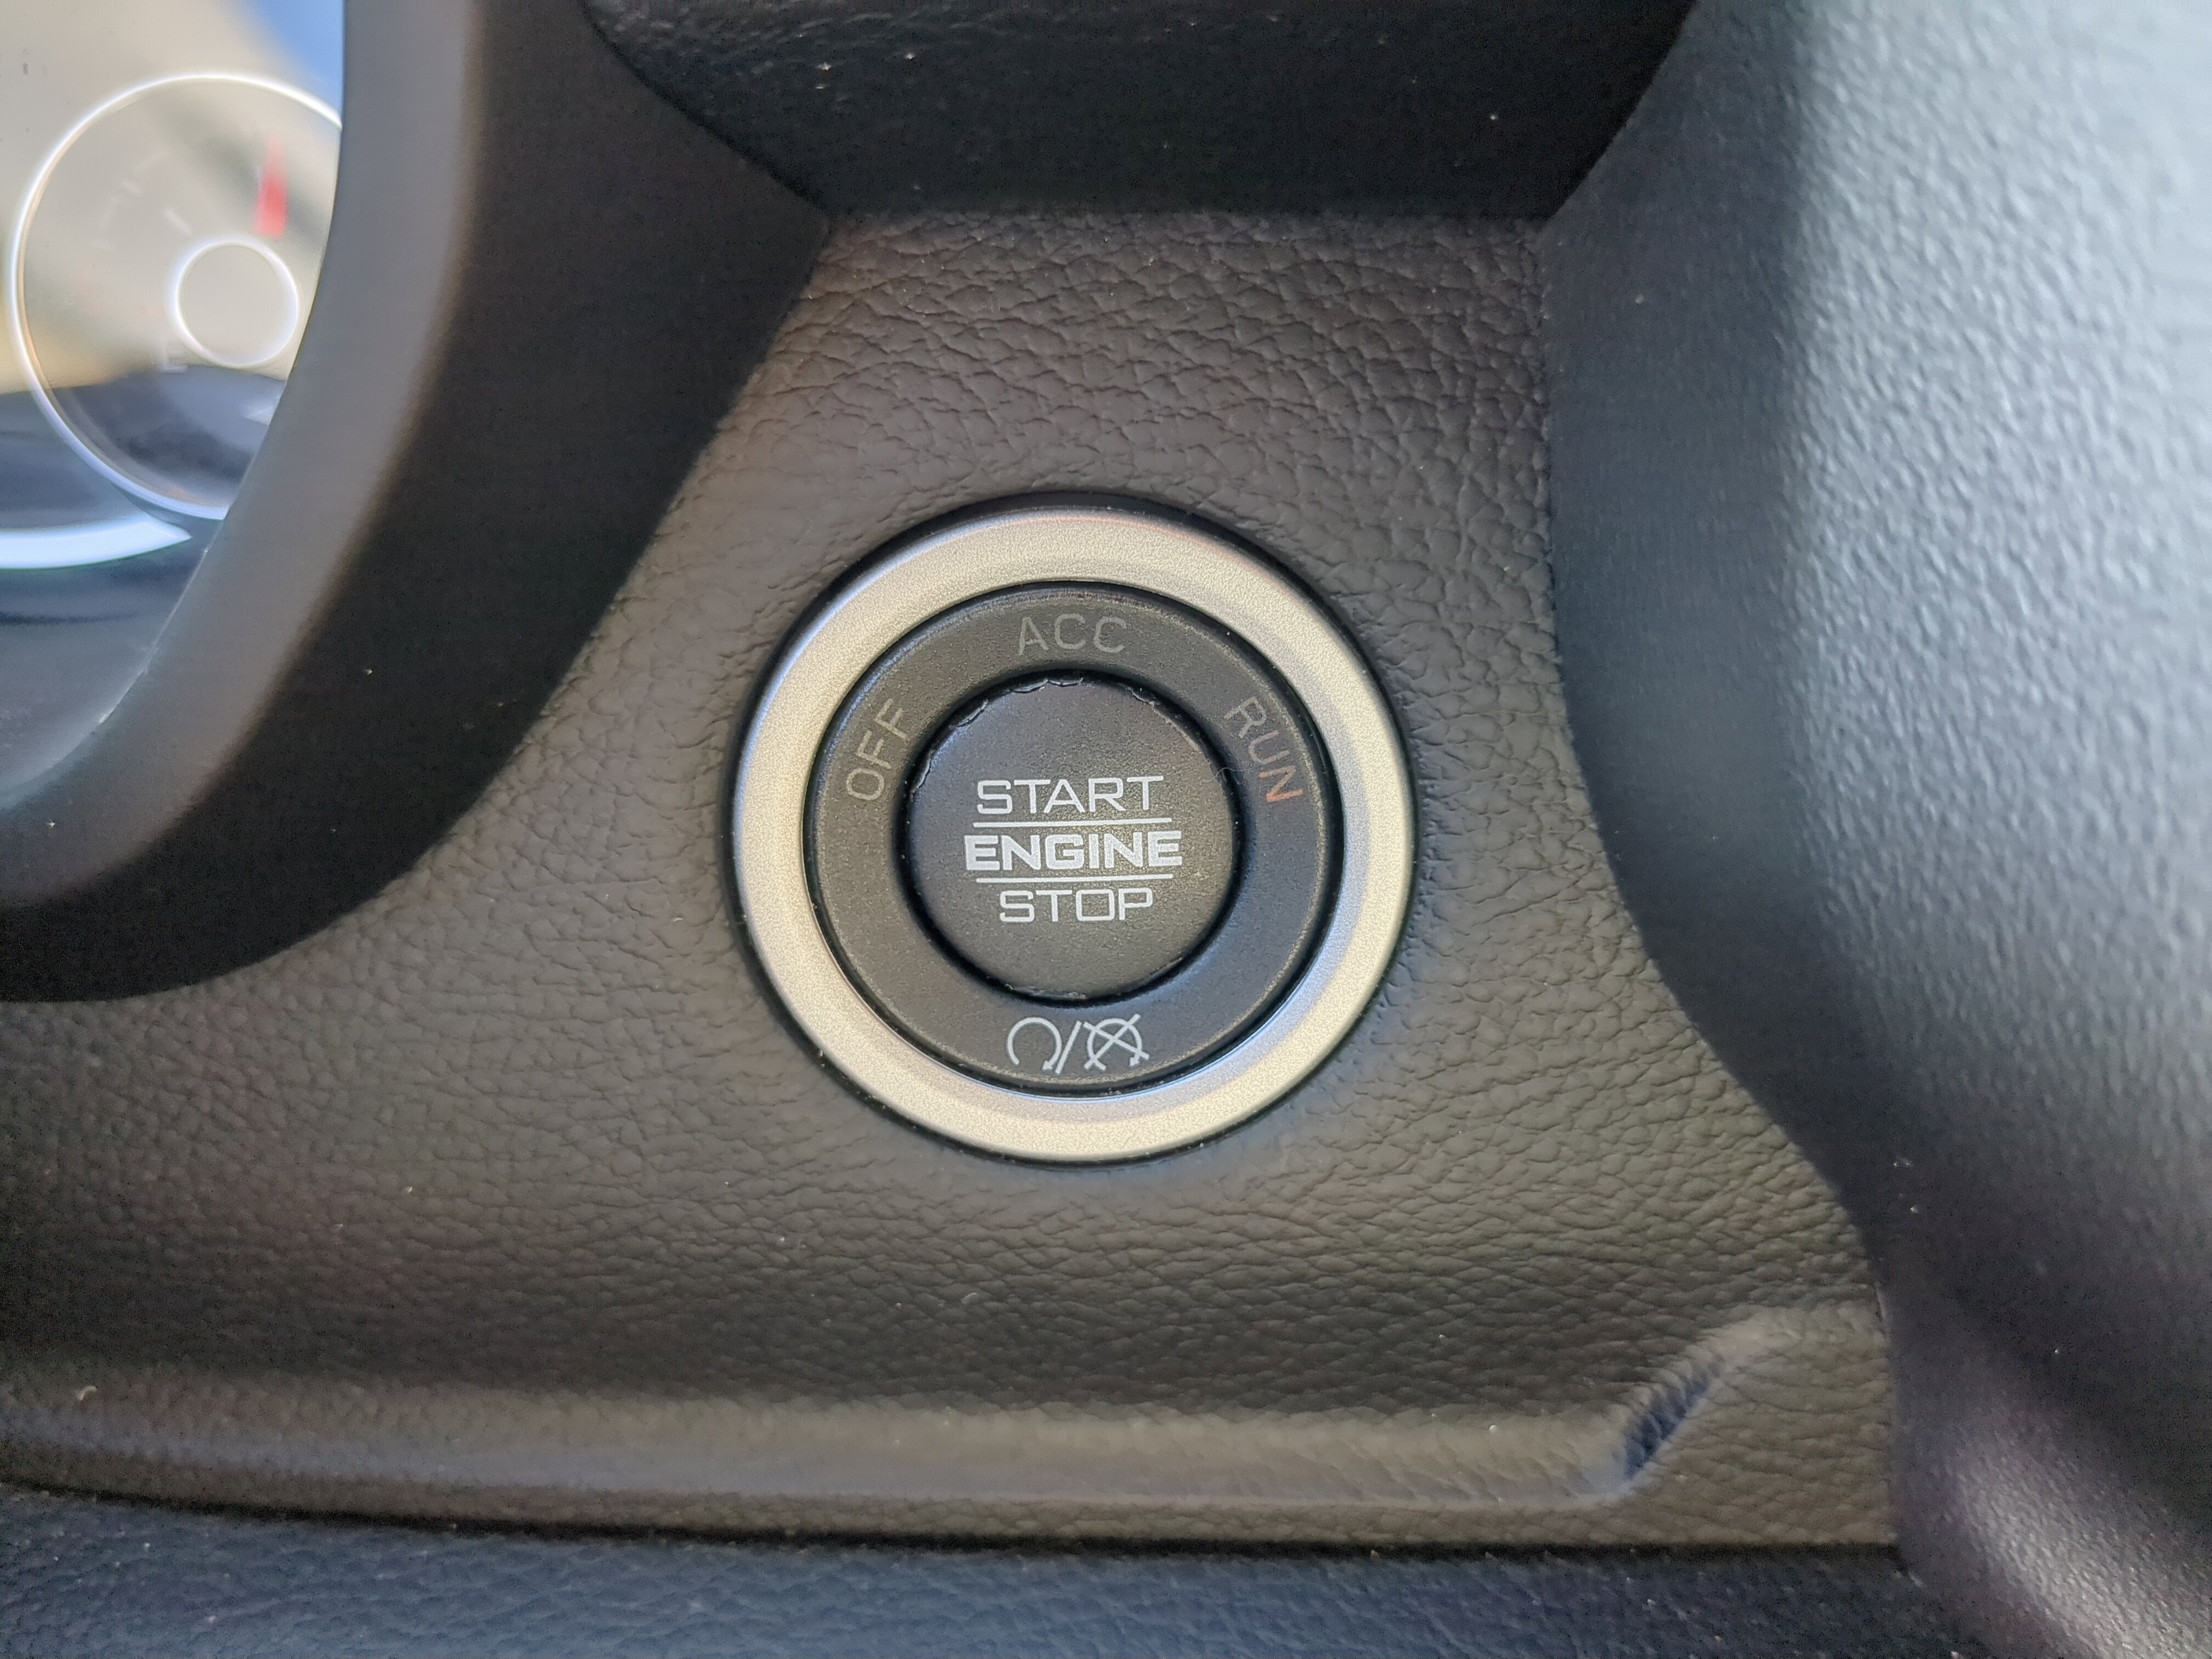 ACC
OFF
RUN
START
ENGINE
STOP